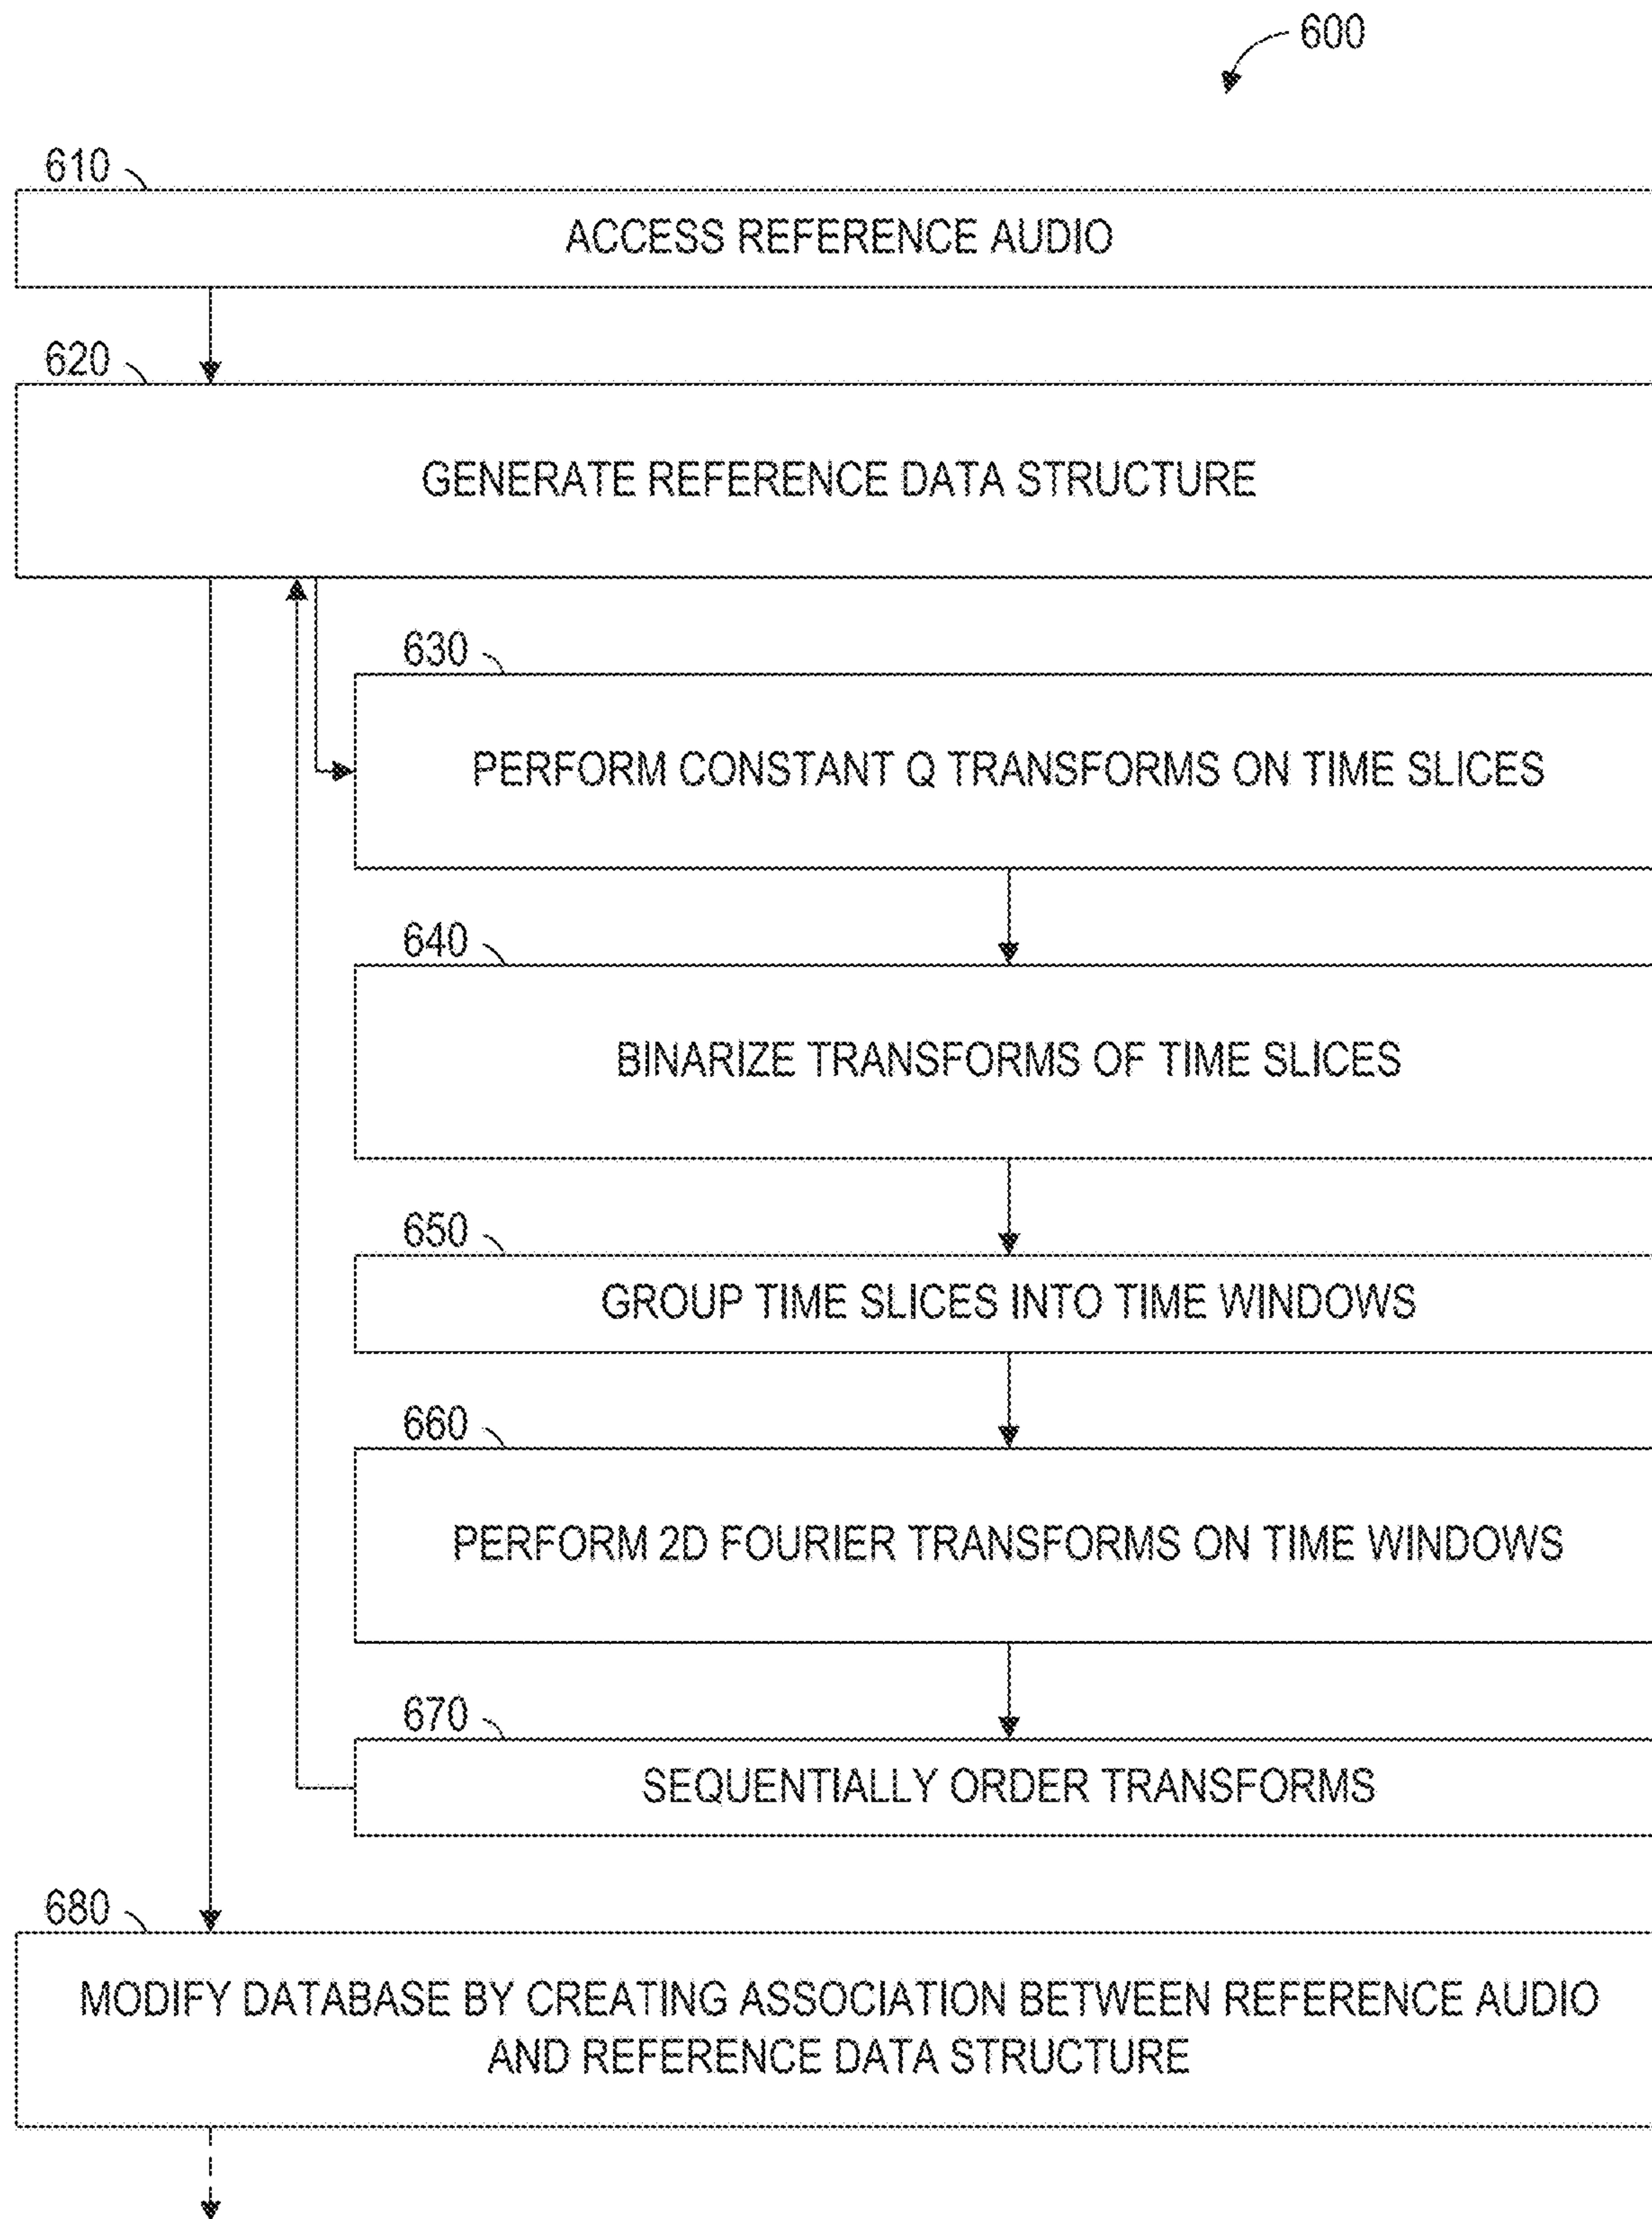 600
610
ACCESS REFERENCE AUDIO
620
GENERATE REFERENCE DATA STRUCTURE
630
PERFORM CONSTANT Q TRANSFORMS ON TIME SLICES
640
BINARIZE TRANSFORMS OF TIME SLICES
650
GROUP TIME SLICES INTO TIME WINDOWS
660
PERFORM 2D FOURIER TRANSFORMS ON TIME WINDOWS
670
SEQUENTIALLY ORDER TRANSFORMS
680
MODIFY DATABASE BY CREATING ASSOCIATION BETWEEN REFERENCE AUDIO
AND REFERENCE DATA STRUCTURE